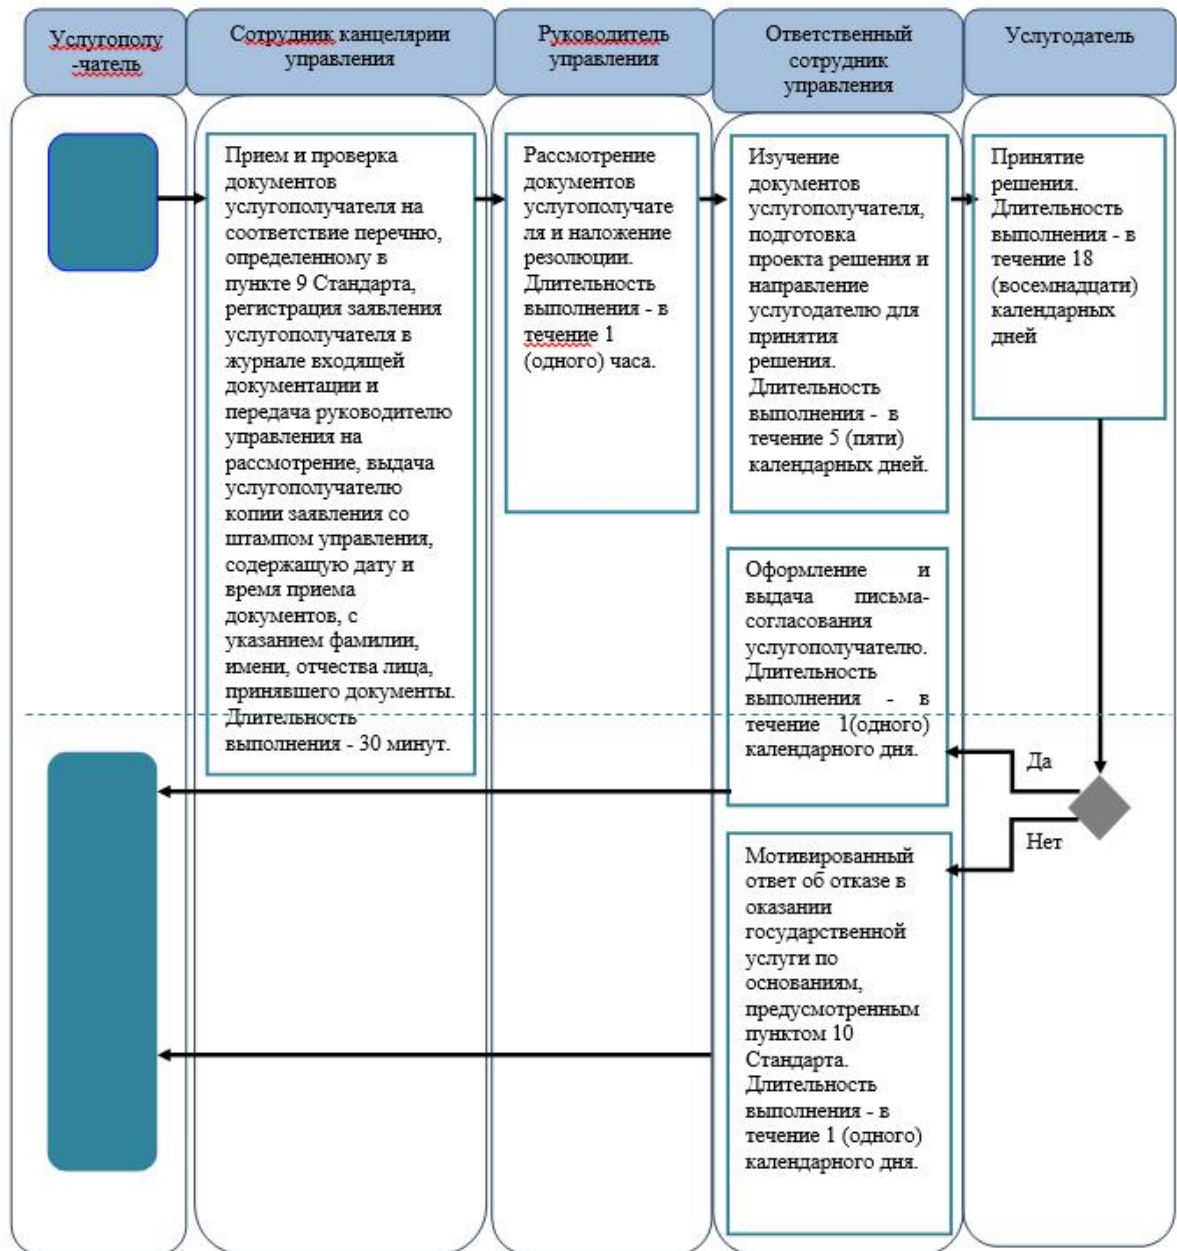 Услугополу
-чатель
Сотрудник канцелярии
управления
Руководитель
управления
Ответственный
сотрудник
управления
Услугодатель
Прием и проверка
документов
услугополучателя на
соответствие перечню,
определенному в
пункте 9 Стандарта,
регистрация заявления
услугополучателя в
журнале входящей
документации и
передача руководителю
управления на
рассмотрение, выдача
услугополучателю
копии заявления со
штампом управления,
содержащую дату и
время приема
документов, с
указанием фамилии,
имени, отчества лица,
принявшего документы.
Длительность
выполнения - 30 минут.
Рассмотрение
документов
услугополучате
ля и наложение
резолюции.
Длительность
выполнения - в
течение 1
(одного) часа.
Изучение
документов
услугополучателя,
подготовка
проекта решения и
направление
услугодателю для
принятия
решения.
Длительность
выполнения - в
течение 5 (пяти)
календарных дней.
Принятие
решения.
Длительность
выполнения - в
течение 18
(восемнадцати)
календарных
дней
Оформление и
выдача письма-
согласования
услугополучателю.
Длительность
выполнения - в
течение 1(одного)
календарного дня.
Да
Нет
Мотивированный
ответ об отказе в
оказании
государственной
услуги по
основаниям,
предусмотренным
пунктом 10
Стандарта.
Длительность
выполнения - в
течение 1 (одного)
календарного дня.